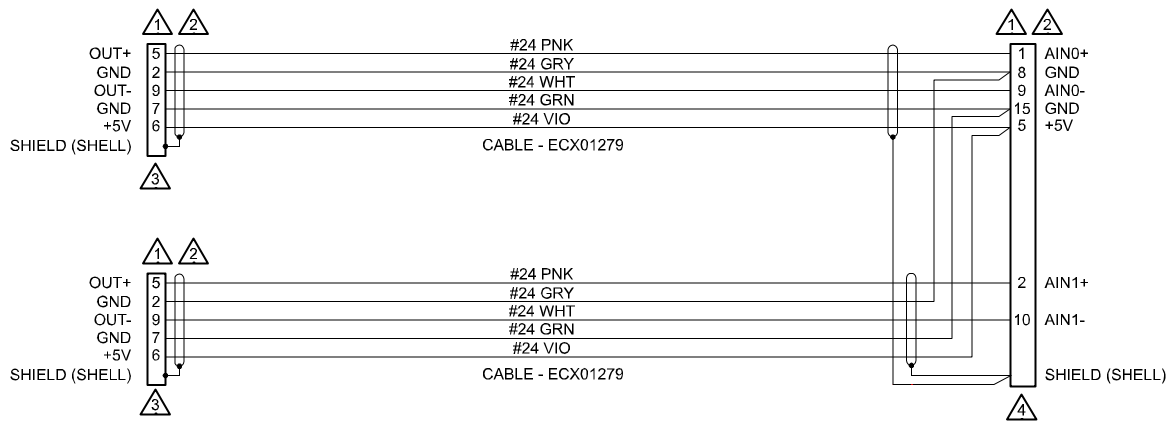 1 2 1 2
OUT+ 5 #24 PNK 1 AIN0+
GND 2 #24 GRY 8 GND
OUT- 9 #24 WHT 9 AIN0-
GND 7 #24 GRN 15 GND
+5V 6 #24 VIO 5 +5V
SHIELD (SHELL) CABLE - ECX01279
3
1 2
OUT+ 5 #24 PNK 2 AIN1+
GND 2 #24 GRY
OUT- 9 #24 WHT 10 AIN1-
GND 7 #24 GRN
+5V 6 #24 VIO
SHIELD (SHELL) CABLE - ECX01279 SHIELD (SHELL)
3 4